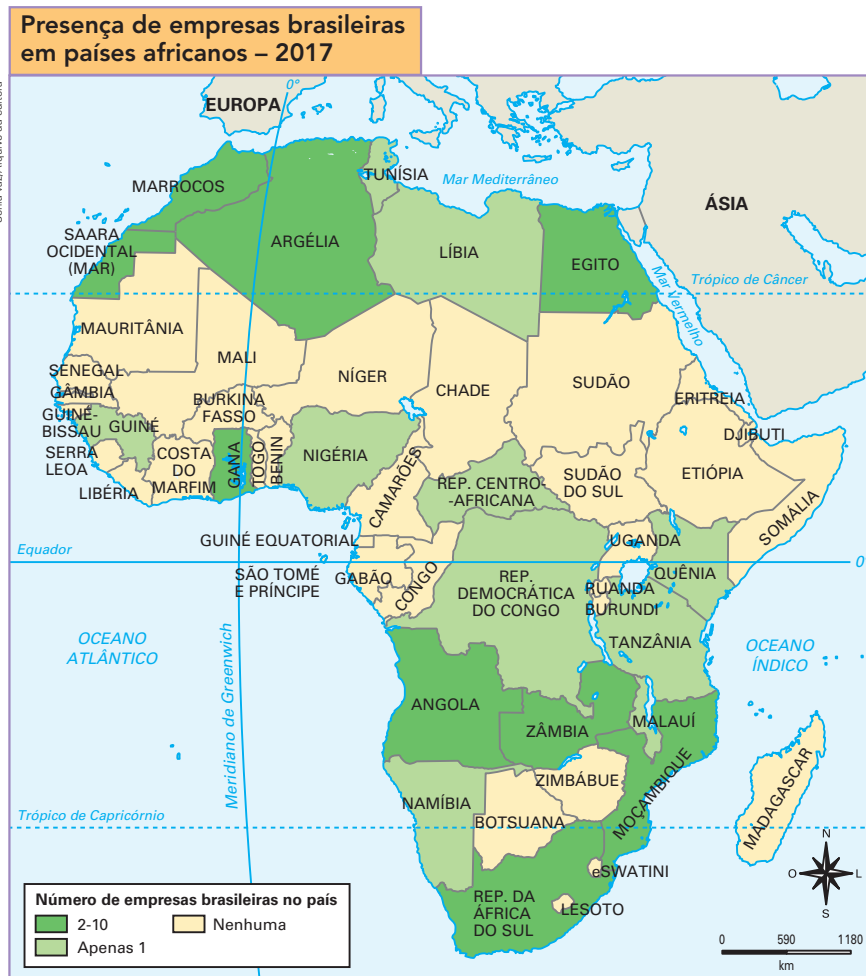 Presença de empresas brasileiras
em países africanos – 2017
EUROPA
0°
MARROCOS
TUNÍSIA
Mar Mediterrâneo
ÁSIA
SAARA
OCIDENTAL
(MAR)
ARGÉLIA
LÍBIA
EGITO
Mar Vermelho
Trópico de Câncer
MAURITÂNIA
MALI
NÍGER
CHADE
SUDÃO
ERITREIA
SENEGAL
GÂMBIA
GUINÉ-
BISSAU
GUINÉ
BURKINA
FASSO
DJIBUTI
SERRA
LEOA
LIBÉRIA
COSTA
DO
MARFIM
GANA
TOGO
BENIN
NIGÉRIA
CAMARÕES
REP. CENTRO-
-AFRICANA
SUDÃO
DO SUL
ETIÓPIA
SOMÁLIA
GUINÉ EQUATORIAL
UGANDA
Equador
0°
SÃO TOMÉ
E PRÍNCIPE
GABÃO
CONGO
REP.
DEMOCRÁTICA
DO CONGO
QUÊNIA
RUANDA
BURUNDI
TANZÂNIA
OCEANO
ATLÂNTICO
OCEANO
ÍNDICO
Meridiano de Greenwich
ANGOLA
ZÂMBIA
MALAUÍ
MOÇAMBIQUE
ZIMBÁBUE
NAMÍBIA
BOTSUANA
MADAGASCAR
Trópico de Capricórnio
eSWATINI
LESOTO
REP. DA
ÁFRICA
DO SUL
N
O
L
S
Número de empresas brasileiras no país
2-10
Nenhuma
Apenas 1
0 590 1180
km